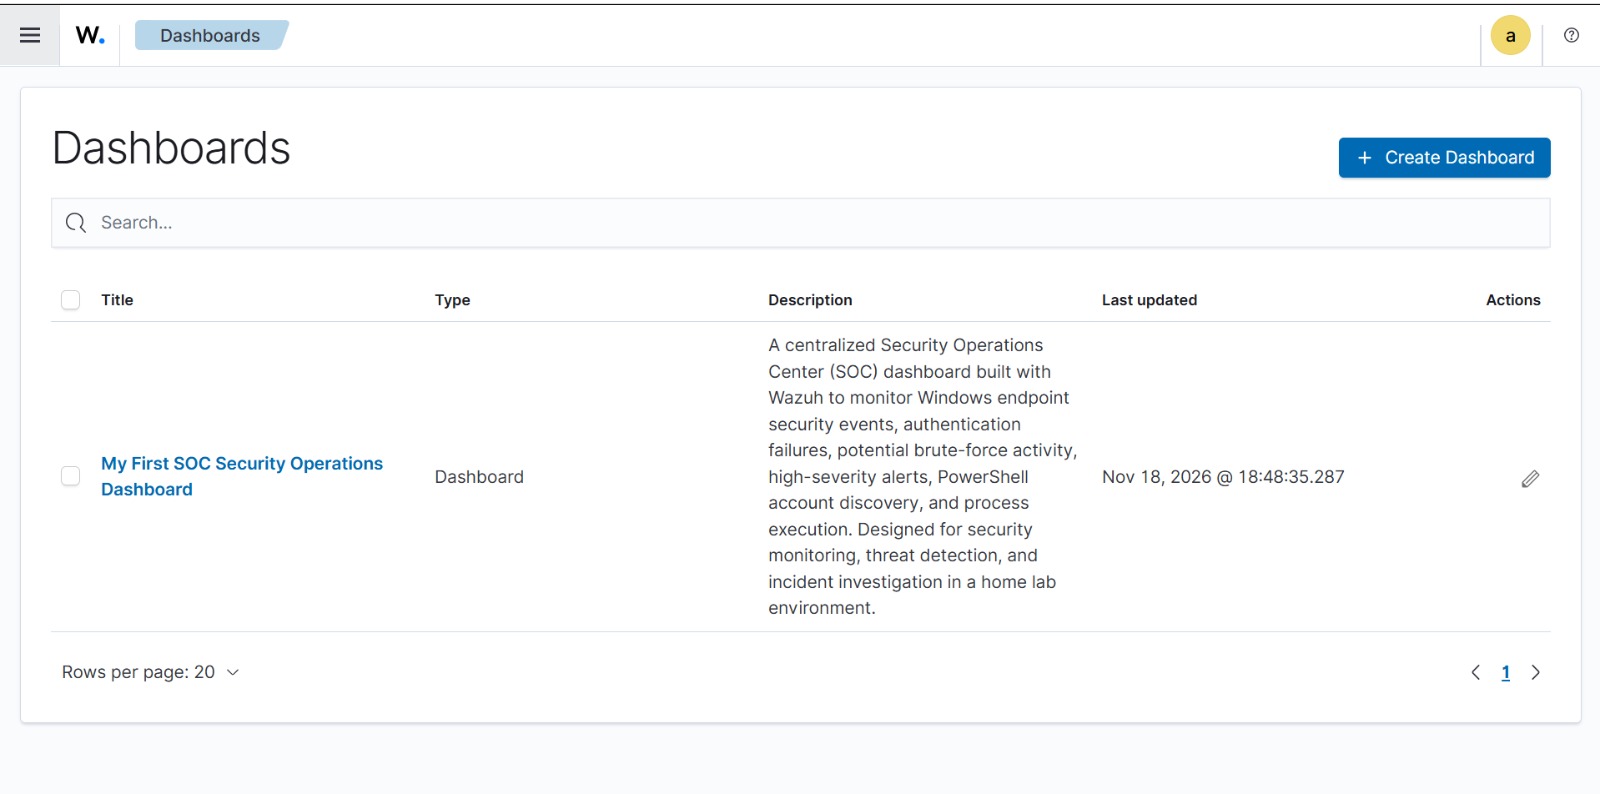 W.
Dashboards
a
Dashboards
+ Create Dashboard
Search...
Title
Type
Description
Last updated
Actions
My First SOC Security Operations
Dashboard
Dashboard
A centralized Security Operations
Center (SOC) dashboard built with
Wazuh to monitor Windows endpoint
security events, authentication
failures, potential brute-force activity,
high-severity alerts, PowerShell
account discovery, and process
execution. Designed for security
monitoring, threat detection, and
incident investigation in a home lab
environment.
Nov 18, 2026 @ 18:48:35.287
Rows per page: 20
1